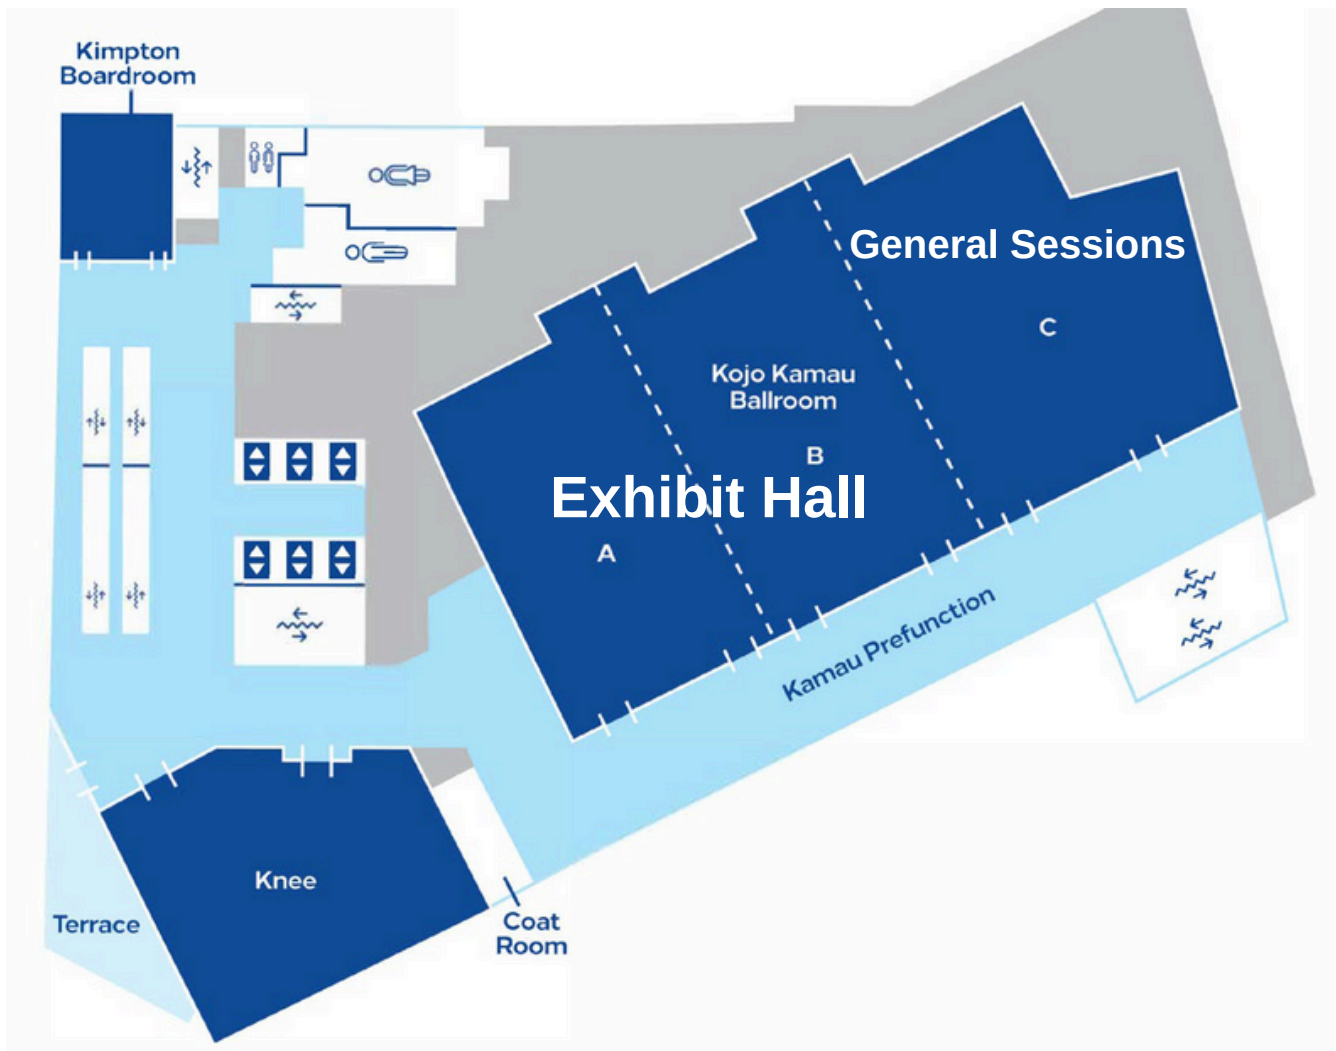 Kimpton
Boardroom
General Sessions
C
Kojo Kamau
Ballroom
B
Exhibit Hall
A
Kamau Prefunction
Knee
Terrace
Coat
Room